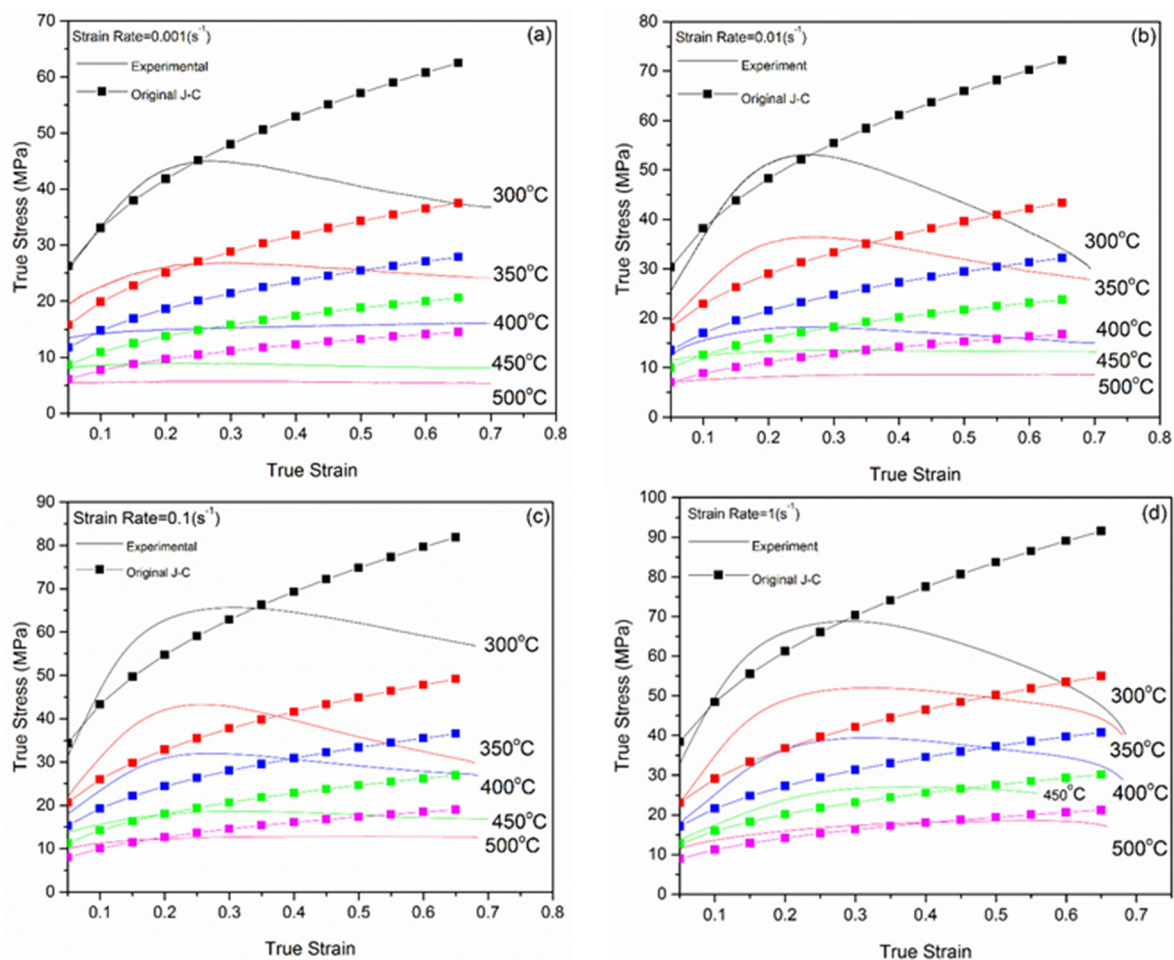 (a)
Strain Rate=0.001(s⁻¹)
Experimental
Original J-C
70
60
50
40
30
20
10
0
True Stress (MPa)
300°C
350°C
400°C
450°C
500°C
0.1 0.2 0.3 0.4 0.5 0.6 0.7 0.8
True Strain
(b)
Strain Rate=0.01(s⁻¹)
Experiment
Original J-C
80
70
60
50
40
30
20
10
0
True Stress (MPa)
300°C
350°C
400°C
450°C
500°C
0.1 0.2 0.3 0.4 0.5 0.6 0.7 0.8
True Strain
(c)
Strain Rate=0.1(s⁻¹)
Experimental
Original J-C
90
80
70
60
50
40
30
20
10
0
True Stress (MPa)
300°C
350°C
400°C
450°C
500°C
0.1 0.2 0.3 0.4 0.5 0.6 0.7 0.8
True Strain
(d)
Strain Rate=1(s⁻¹)
Experiment
Original J-C
100
90
80
70
60
50
40
30
20
10
0
True Stress (MPa)
300°C
350°C
400°C
450°C
500°C
0.1 0.2 0.3 0.4 0.5 0.6 0.7 0.8
True Strain